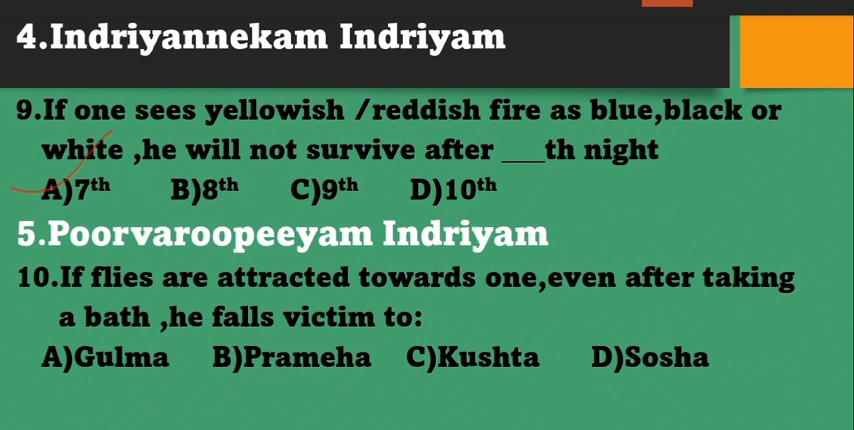 4.Indriyannekam Indriyam
9.If one sees yellowish /reddish fire as blue,black or
white ,he will not survive after ___th night
A)7th B)8th C)9th D)10th
5.Poorvaroopeeyam Indriyam
10.If flies are attracted towards one,even after taking
a bath ,he falls victim to:
A)Gulma B)Prameha C)Kushta D)Sosha